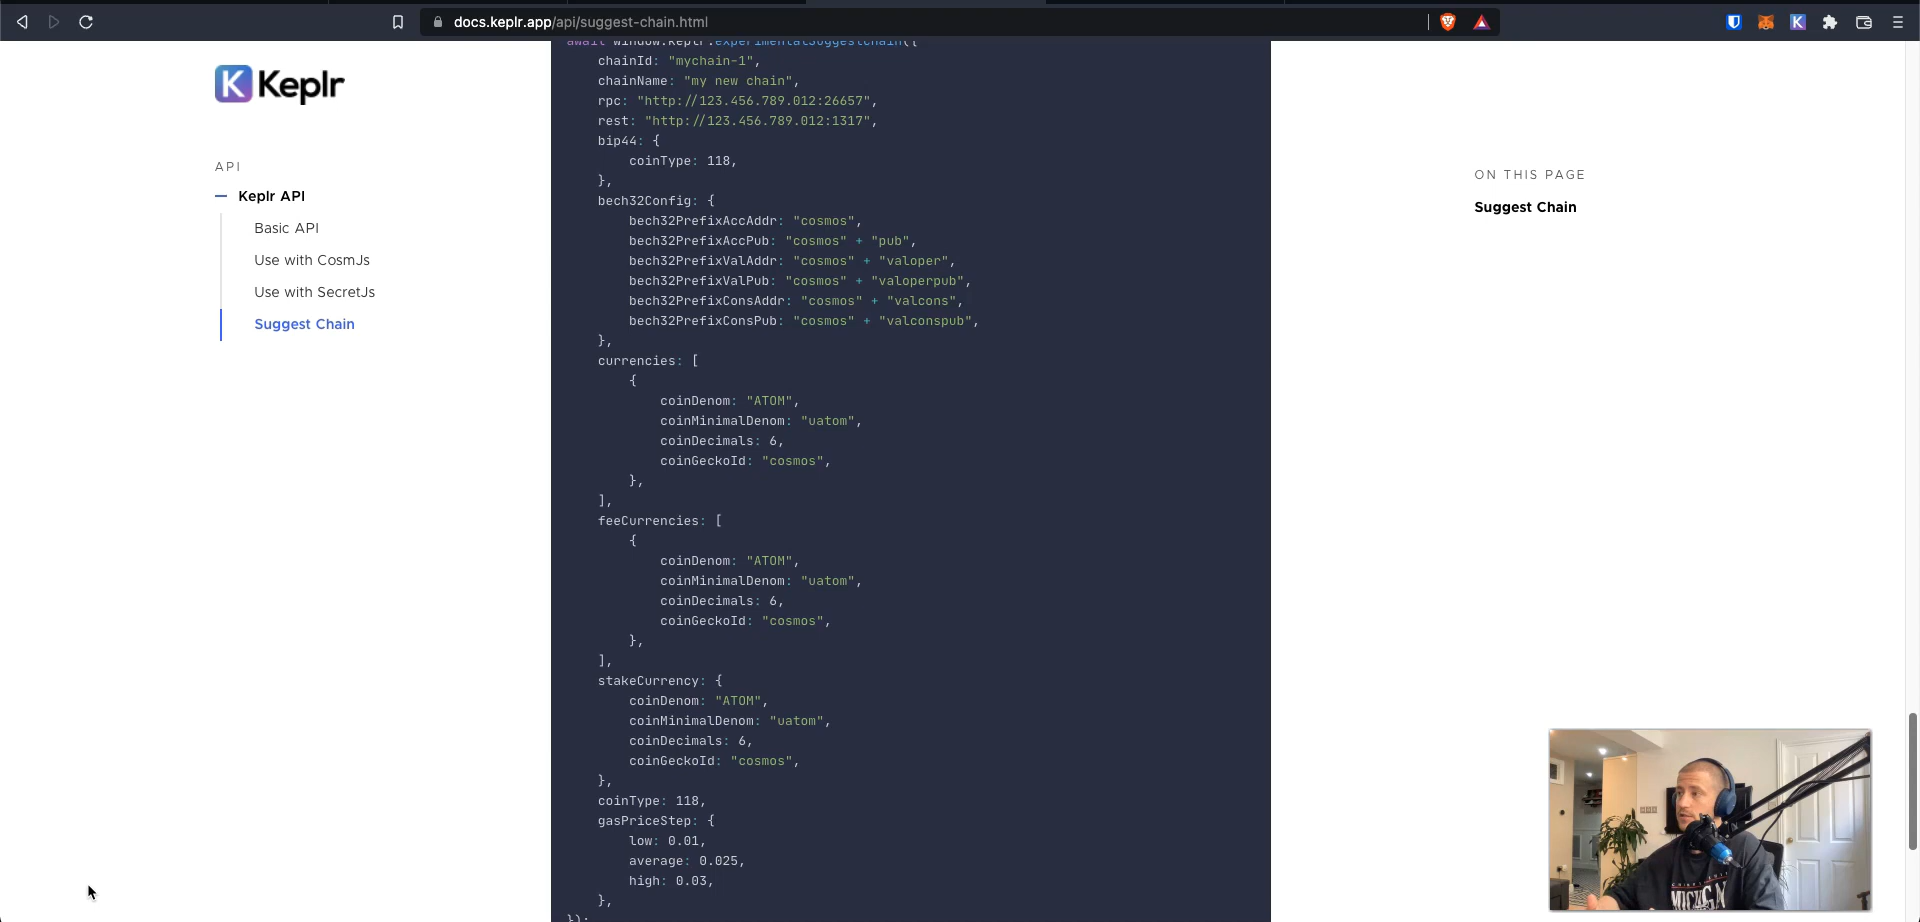 docs.keplr.app/api/suggest-chain.html
Keplr
API
Keplr API
Basic API
Use with CosmJs
Use with SecretJs
Suggest Chain
await window.keplr.experimentalSuggestChain({
chainId: "mychain-1",
chainName: "my new chain",
rpc: "http://123.456.789.012:26657",
rest: "http://123.456.789.012:1317",
bip44: {
coinType: 118,
},
bech32Config: {
bech32PrefixAccAddr: "cosmos",
bech32PrefixAccPub: "cosmos" + "pub",
bech32PrefixValAddr: "cosmos" + "valoper",
bech32PrefixValPub: "cosmos" + "valoperpub",
bech32PrefixConsAddr: "cosmos" + "valcons",
bech32PrefixConsPub: "cosmos" + "valconspub",
},
currencies: [
{
coinDenom: "ATOM",
coinMinimalDenom: "uatom",
coinDecimals: 6,
coinGeckoId: "cosmos",
},
],
feeCurrencies: [
{
coinDenom: "ATOM",
coinMinimalDenom: "uatom",
coinDecimals: 6,
coinGeckoId: "cosmos",
},
],
stakeCurrency: {
coinDenom: "ATOM",
coinMinimalDenom: "uatom",
coinDecimals: 6,
coinGeckoId: "cosmos",
},
coinType: 118,
gasPriceStep: {
low: 0.01,
average: 0.025,
high: 0.03,
},
});
ON THIS PAGE
Suggest Chain